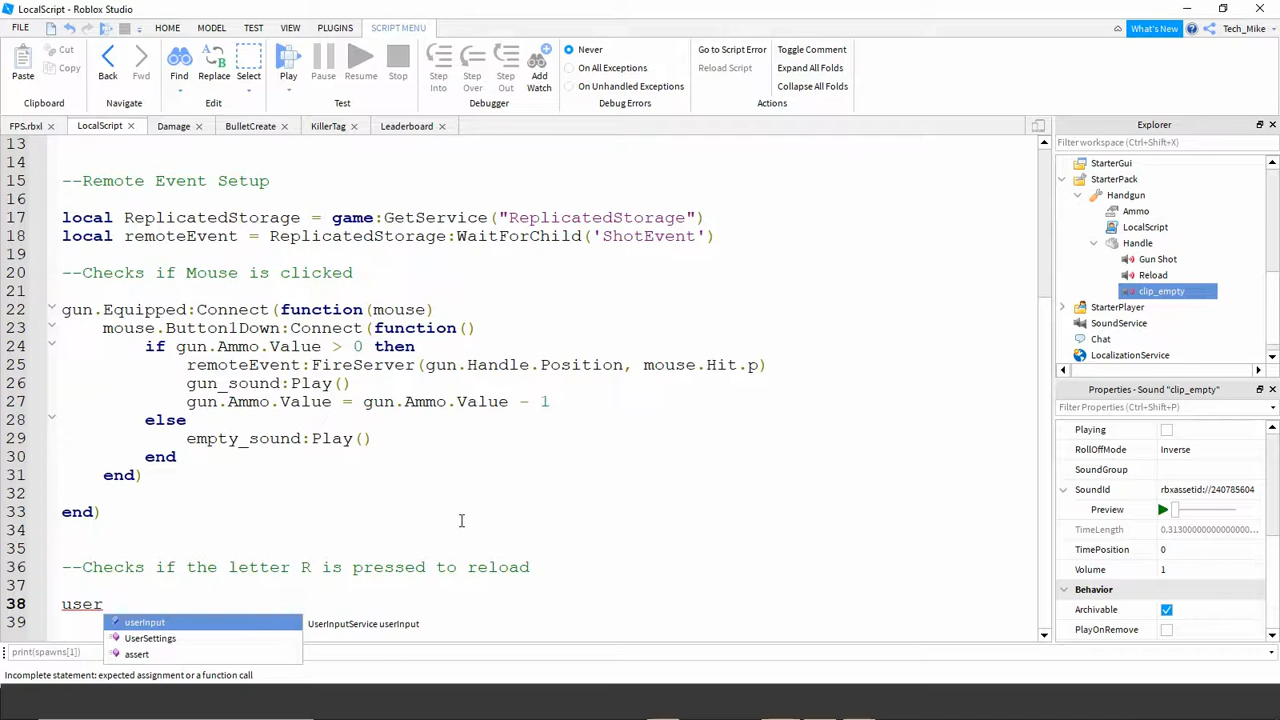 LocalScript - Roblox Studio
FILE HOME MODEL TEST VIEW PLUGINS SCRIPT MENU What's New Tech_Mike
Paste Cut Copy Back Fwd Find Replace Select Play Pause Resume Stop Step Into Step Over Step Out Add Watch
Never
On All Exceptions
On Unhandled Exceptions
Go to Script Error
Reload Script
Toggle Comment
Expand All Folds
Collapse All Folds
Clipboard Navigate Edit Test Debugger Debug Errors Actions
FPS.rbxl LocalScript Damage BulletCreate KillerTag Leaderboard
13
14
15 --Remote Event Setup
16
17 local ReplicatedStorage = game:GetService("ReplicatedStorage")
18 local remoteEvent = ReplicatedStorage:WaitForChild('ShotEvent')
19
20 --Checks if Mouse is clicked
21
22 gun.Equipped:Connect(function(mouse)
23 mouse.Button1Down:Connect(function()
24 if gun.Ammo.Value > 0 then
25 remoteEvent:FireServer(gun.Handle.Position, mouse.Hit.p)
26 gun_sound:Play()
27 gun.Ammo.Value = gun.Ammo.Value - 1
28 else
29 empty_sound:Play()
30 end
31 end)
32
33 end)
34
35
36 --Checks if the letter R is pressed to reload
37
38 user
39
userInput UserInputService userInput
UserSettings
assert
print(spawns[1])
Incomplete statement: expected assignment or a function call
Explorer
Filter workspace (Ctrl+Shift+X)
StarterGui
StarterPack
Handgun
Ammo
LocalScript
Handle
Gun Shot
Reload
clip_empty
StarterPlayer
SoundService
Chat
LocalizationService
Properties - Sound "clip_empty"
Filter Properties (Ctrl+Shift+P)
Playing
RollOffMode Inverse
SoundGroup
SoundId rbxassetid://240785604
Preview
TimeLength 0.31300000000000000...
TimePosition 0
Volume 1
Behavior
Archivable
PlayOnRemove